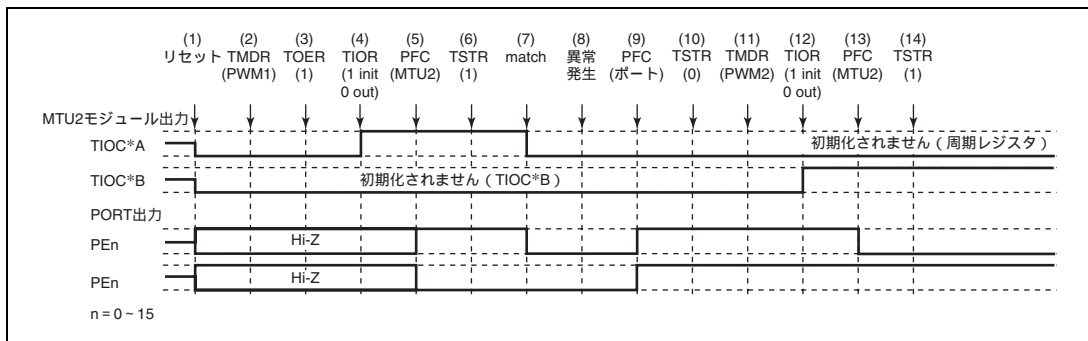 (1) (2) (3) (4) (5) (6) (7) (8) (9) (10) (11) (12) (13) (14)
リセット TMDR TOER TIOR PFC TSTR match 異常 PFC TSTR TMDR TIOR PFC TSTR
(PWM1) (1) (1 init (MTU2) (1) 発生 (ポート) (0) (PWM2) (1 init (MTU2) (1)
0 out) 0 out)
MTU2モジュール出力
TIOC*A 初期化されません（周期レジスタ）
TIOC*B 初期化されません（TIOC*B）
PORT出力
PEn Hi-Z
PEn Hi-Z
n = 0 ~ 15